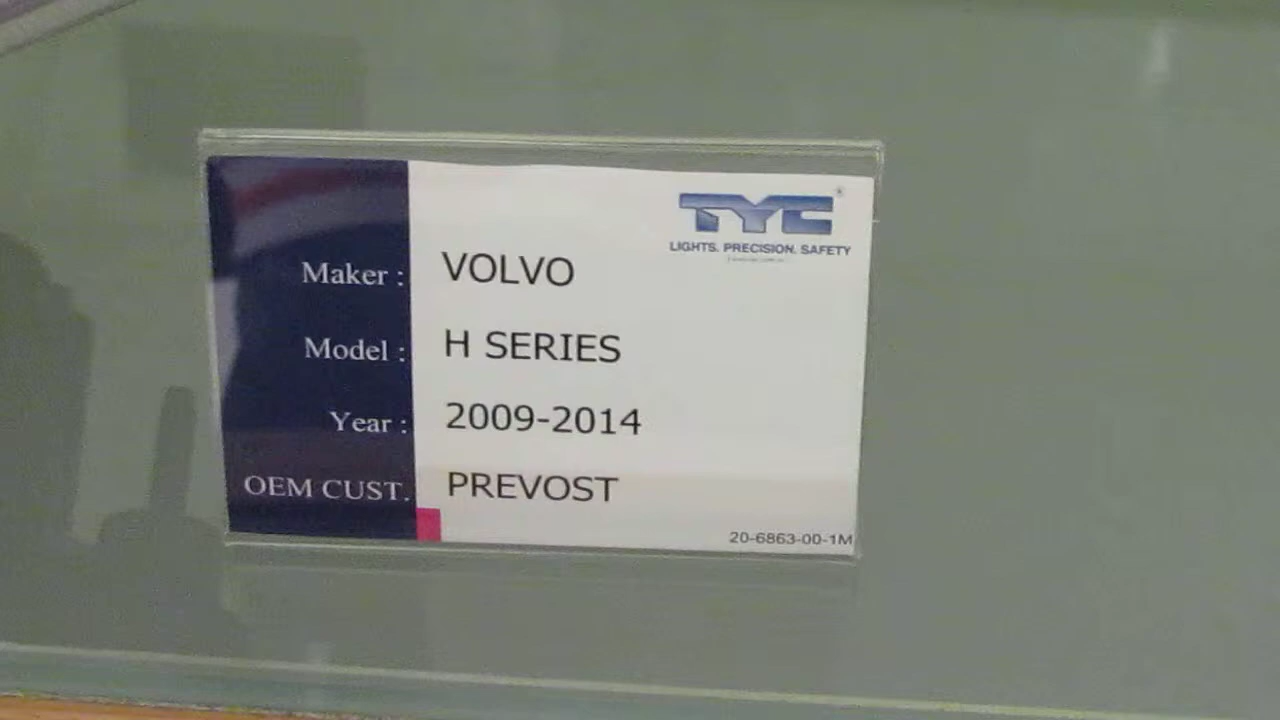 TYC
LIGHTS. PRECISION. SAFETY
Maker : VOLVO
Model : H SERIES
Year : 2009-2014
OEM CUST. PREVOST
20-6863-00-1M